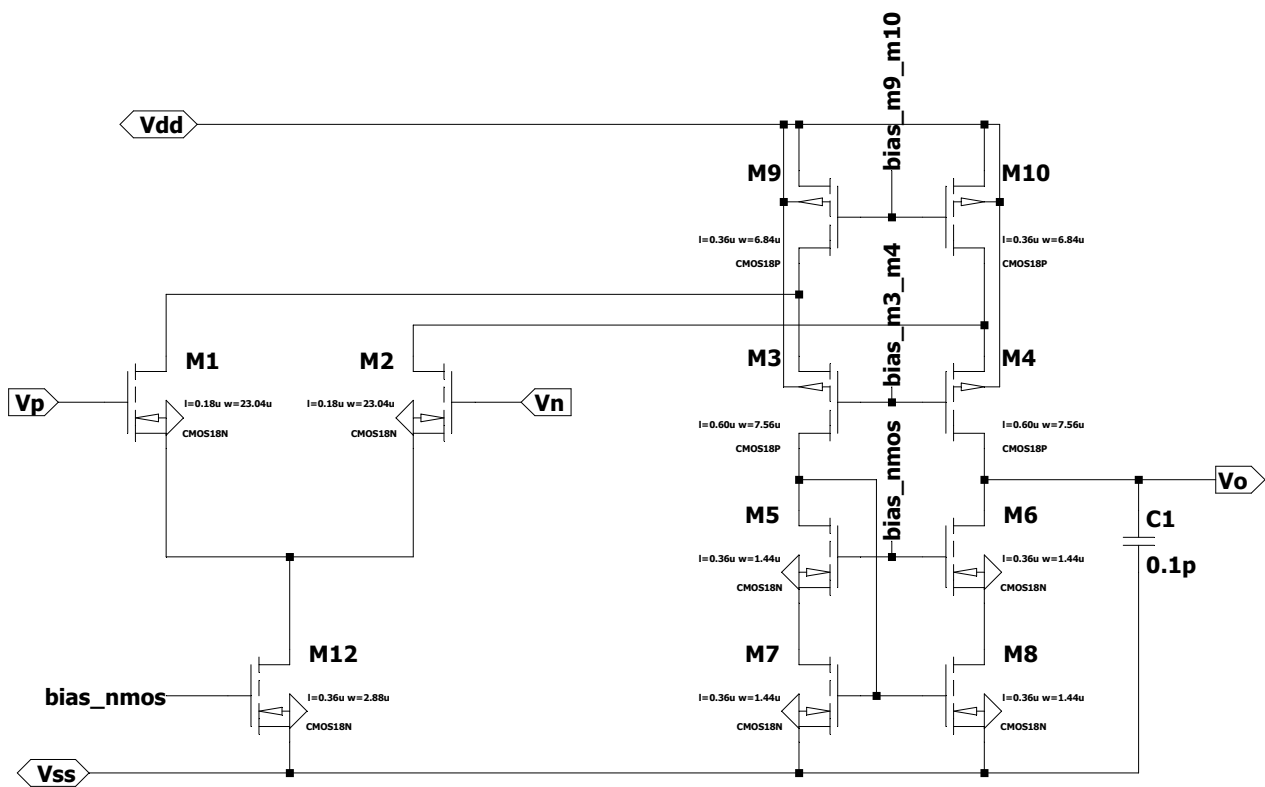 bias_m9_m10
Vdd
M9
M10
l=0.36u w=6.84u
CMOS18P
l=0.36u w=6.84u
CMOS18P
bias_m3_m4
M1
M2
M3
M4
Vp
l=0.18u w=23.04u
CMOS18N
l=0.18u w=23.04u
CMOS18N
Vn
l=0.60u w=7.56u
CMOS18P
l=0.60u w=7.56u
CMOS18P
bias_nmos
Vo
M5
M6
C1
0.1p
l=0.36u w=1.44u
CMOS18N
l=0.36u w=1.44u
CMOS18N
M12
M7
M8
bias_nmos
l=0.36u w=2.88u
CMOS18N
l=0.36u w=1.44u
CMOS18N
l=0.36u w=1.44u
CMOS18N
Vss